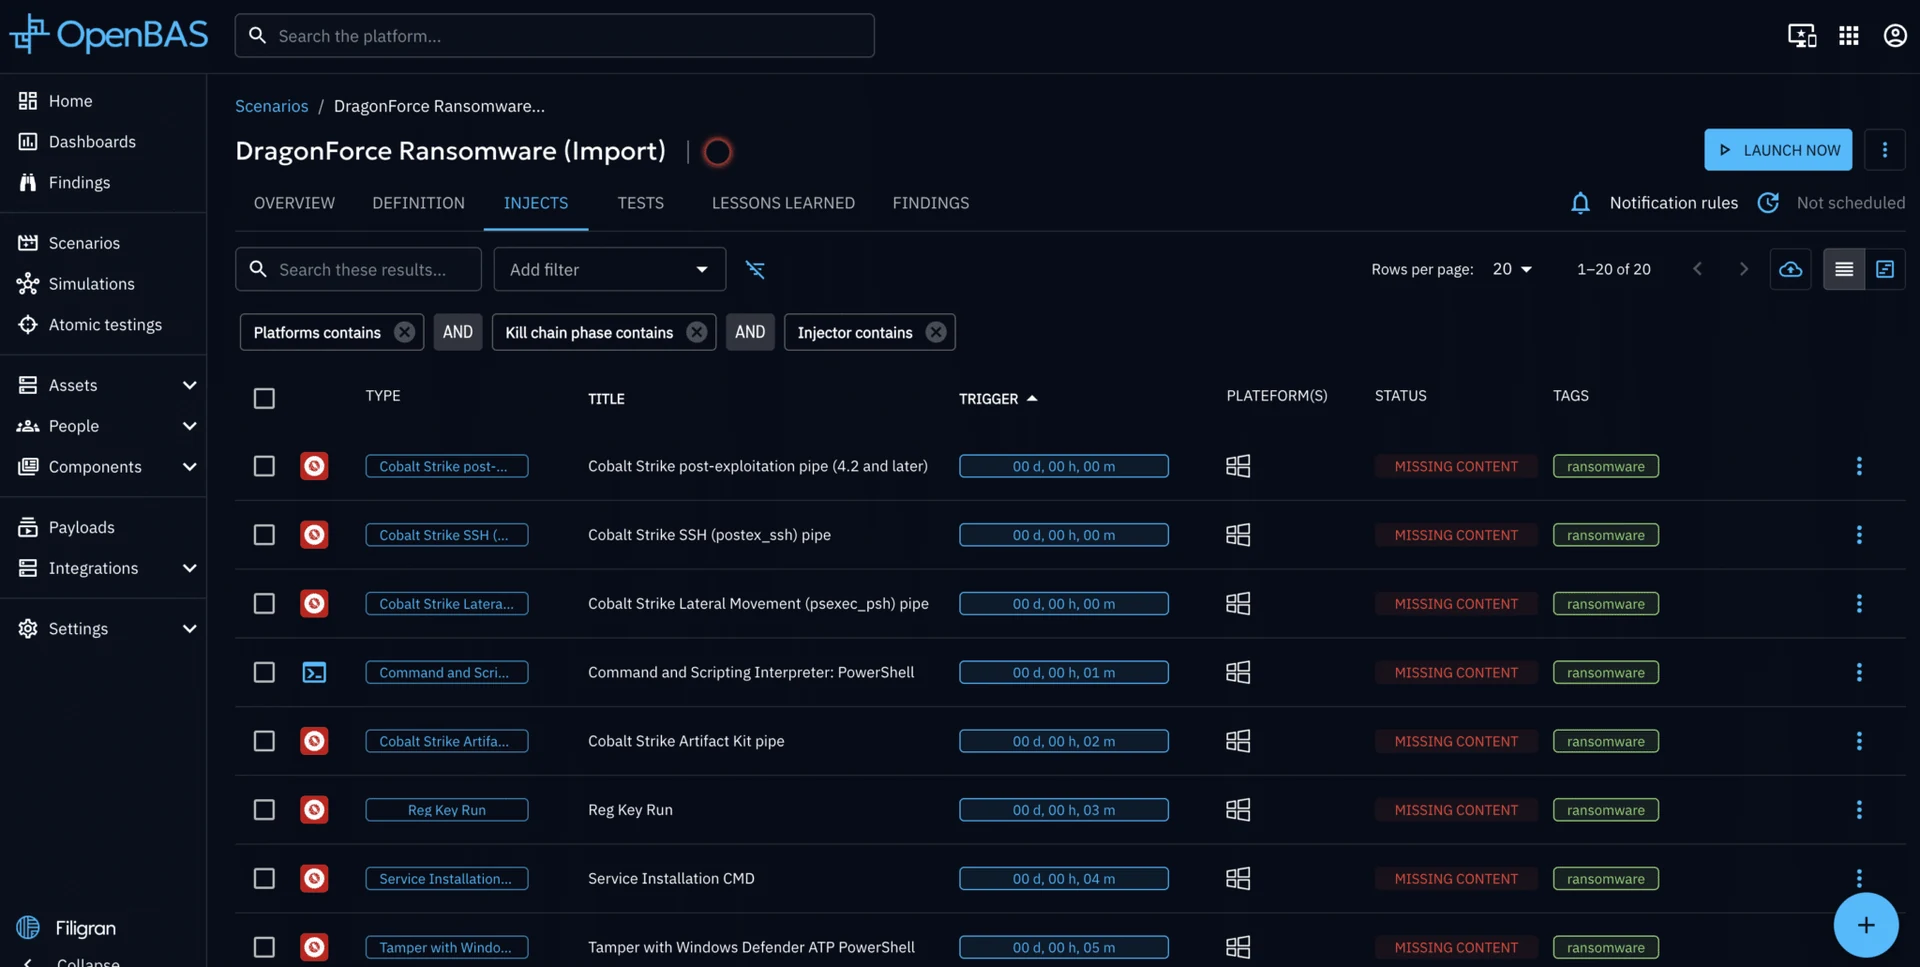 OpenBAS
Search the platform...
Home
Dashboards
Findings
Scenarios
Simulations
Atomic testings
Assets
People
Components
Payloads
Integrations
Settings
Filigran
Collapse
Scenarios / DragonForce Ransomware...
DragonForce Ransomware (Import) |
LAUNCH NOW
OVERVIEW DEFINITION INJECTS TESTS LESSONS LEARNED FINDINGS
Notification rules Not scheduled
Search these results... Add filter Rows per page: 20 1–20 of 20
Platforms contains AND Kill chain phase contains AND Injector contains
TYPE TITLE TRIGGER PLATEFORM(S) STATUS TAGS
Cobalt Strike post-... Cobalt Strike post-exploitation pipe (4.2 and later) 00 d, 00 h, 00 m MISSING CONTENT ransomware
Cobalt Strike SSH (... Cobalt Strike SSH (postex_ssh) pipe 00 d, 00 h, 00 m MISSING CONTENT ransomware
Cobalt Strike Latera... Cobalt Strike Lateral Movement (psexec_psh) pipe 00 d, 00 h, 00 m MISSING CONTENT ransomware
Command and Scri... Command and Scripting Interpreter: PowerShell 00 d, 00 h, 01 m MISSING CONTENT ransomware
Cobalt Strike Artifa... Cobalt Strike Artifact Kit pipe 00 d, 00 h, 02 m MISSING CONTENT ransomware
Reg Key Run Reg Key Run 00 d, 00 h, 03 m MISSING CONTENT ransomware
Service Installation... Service Installation CMD 00 d, 00 h, 04 m MISSING CONTENT ransomware
Tamper with Windo... Tamper with Windows Defender ATP PowerShell 00 d, 00 h, 05 m MISSING CONTENT ransomware